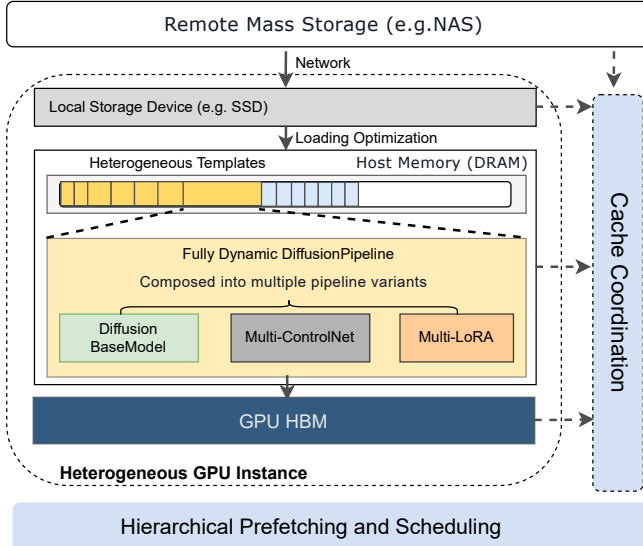 Remote Mass Storage (e.g.NAS)
Network
Local Storage Device (e.g. SSD)
Loading Optimization
Heterogeneous Templates
Host Memory (DRAM)
Fully Dynamic DiffusionPipeline
Composed into multiple pipeline variants
Diffusion
BaseModel
Multi-ControlNet
Multi-LoRA
GPU HBM
Heterogeneous GPU Instance
Cache Coordination
Hierarchical Prefetching and Scheduling